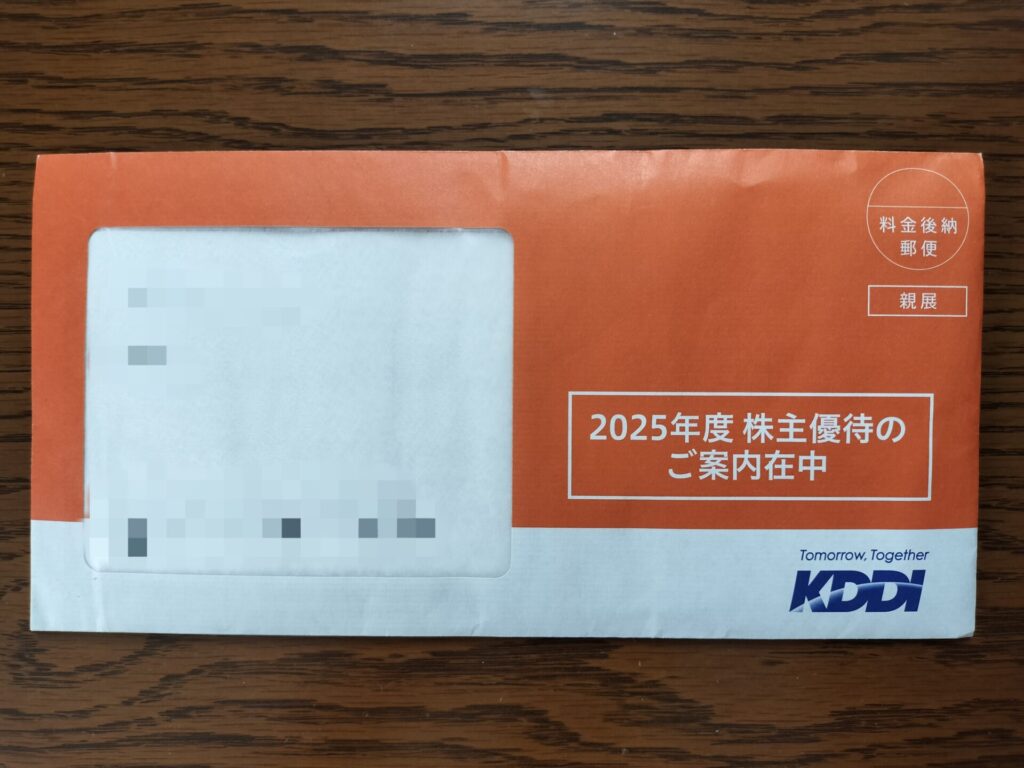 料金後納
郵便
親展
2025年度 株主優待の
ご案内在中
Tomorrow, Together
KDDI